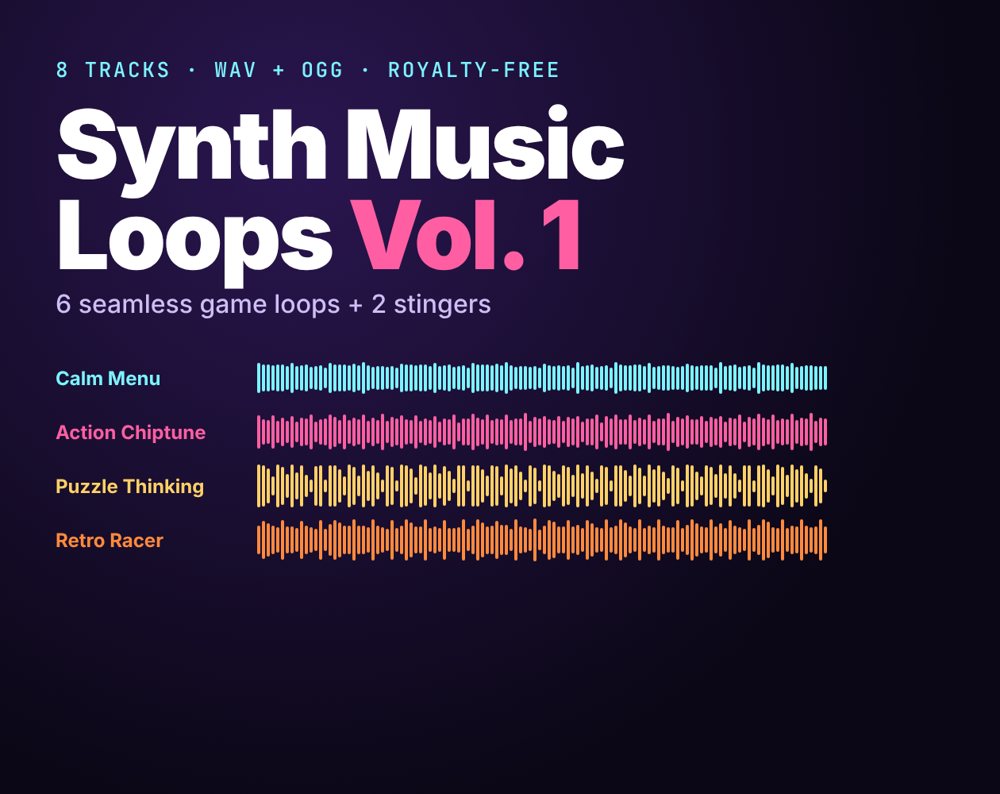 8 TRACKS · WAV + OGG · ROYALTY-FREE
Synth Music
Loops Vol. 1
6 seamless game loops + 2 stingers
Calm Menu
Action Chiptune
Puzzle Thinking
Retro Racer